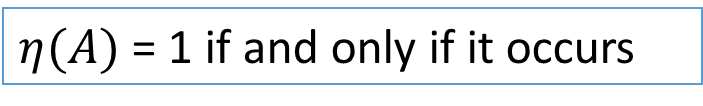 η(A) = 1 if and only if it occurs